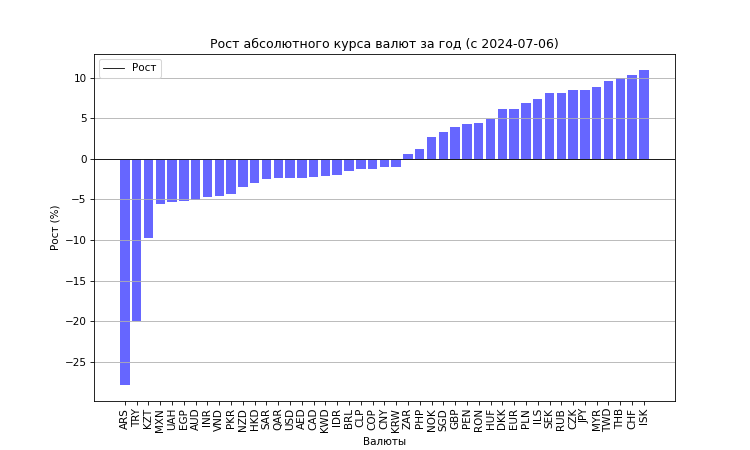 Рост абсолютного курса валют за год (с 2024-07-06)
Рост
Рост (%)
10
5
0
−5
−10
−15
−20
−25
ARS
TRY
KZT
MXN
UAH
EGP
AUD
INR
VND
PKR
NZD
HKD
SAR
QAR
USD
AED
CAD
KWD
IDR
BRL
CLP
COP
CNY
KRW
ZAR
PHP
NOK
SGD
GBP
PEN
RON
HUF
DKK
EUR
PLN
ILS
SEK
RUB
CZK
JPY
MYR
TWD
THB
CHF
ISK
Валюты